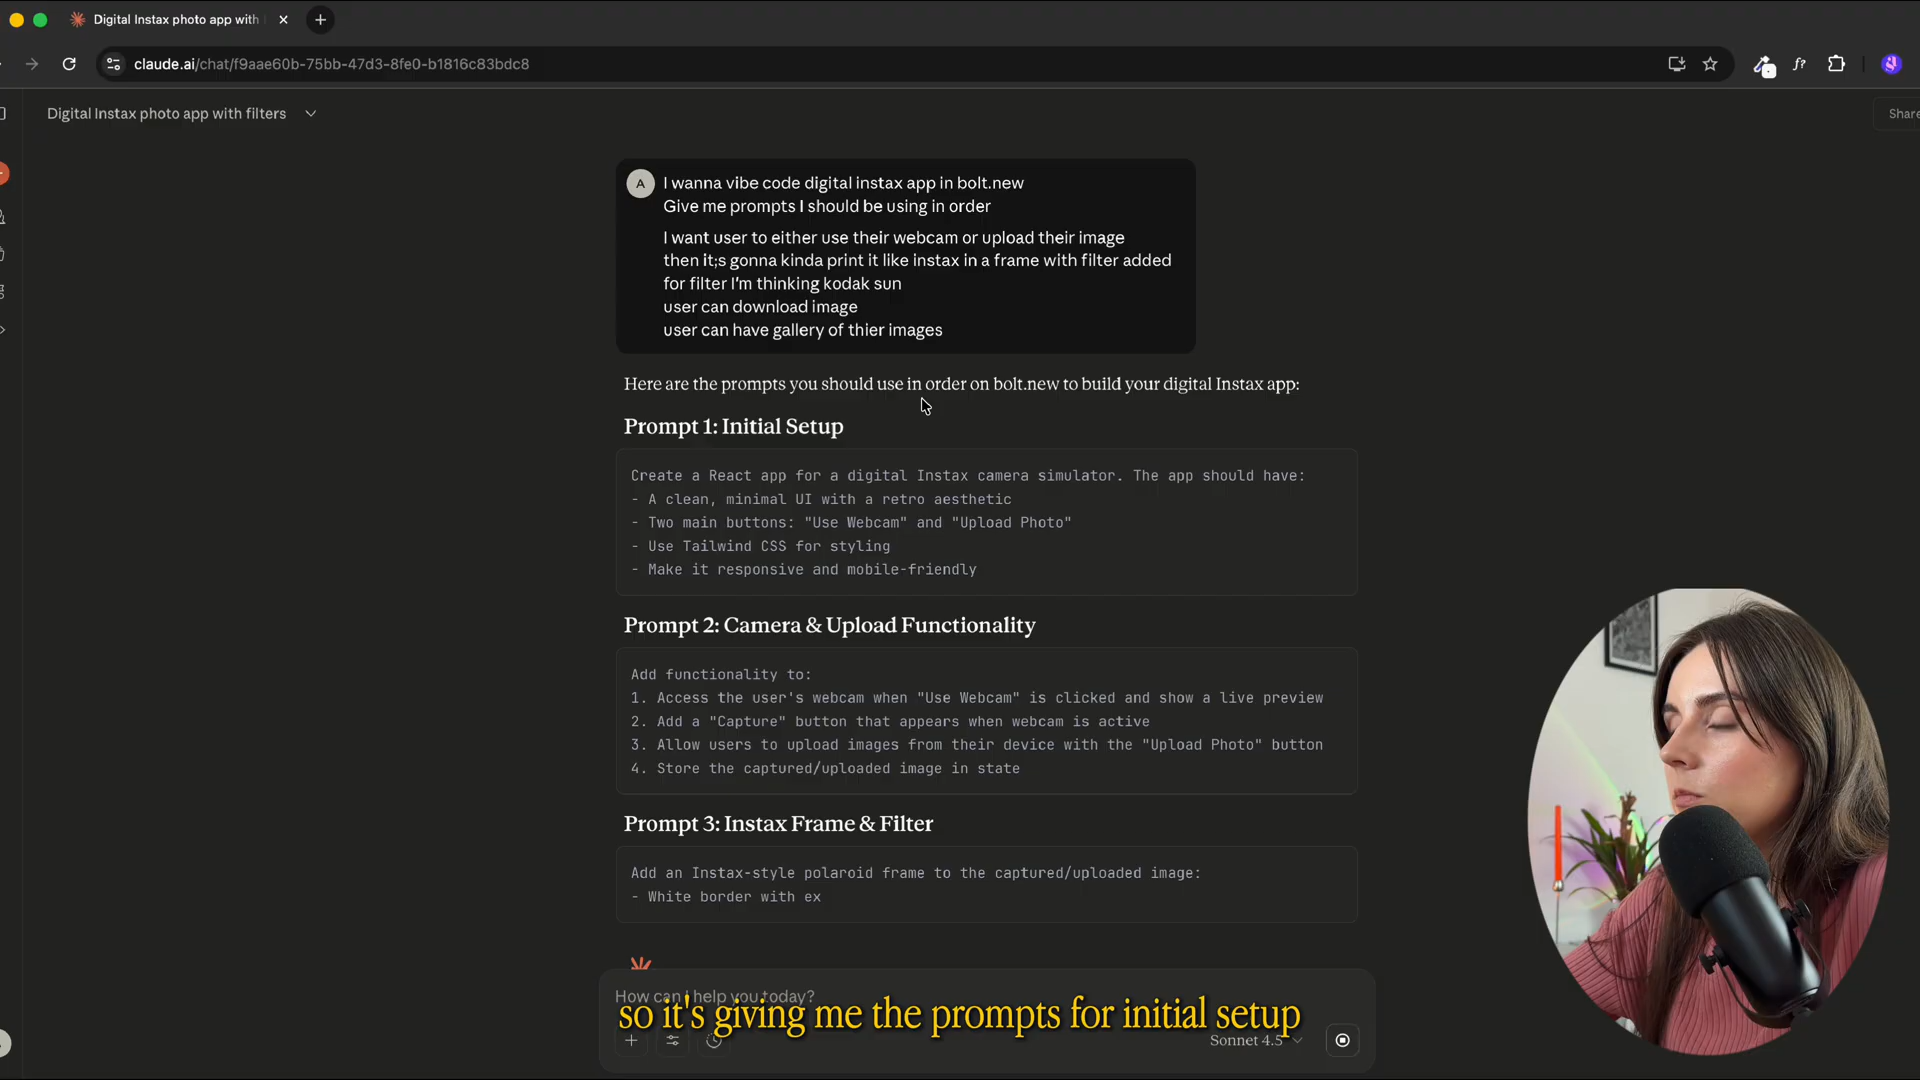 Digital Instax photo app with
claude.ai/chat/f9aae60b-75bb-47d3-8fe0-b1816c83bdc8
f?
Digital Instax photo app with filters
Share
A
I wanna vibe code digital instax app in bolt.new
Give me prompts I should be using in order
I want user to either use their webcam or upload their image
then it;s gonna kinda print it like instax in a frame with filter added
for filter I'm thinking kodak sun
user can download image
user can have gallery of thier images
Here are the prompts you should use in order on bolt.new to build your digital Instax app:
Prompt 1: Initial Setup
Create a React app for a digital Instax camera simulator. The app should have:
- A clean, minimal UI with a retro aesthetic
- Two main buttons: "Use Webcam" and "Upload Photo"
- Use Tailwind CSS for styling
- Make it responsive and mobile-friendly
Prompt 2: Camera & Upload Functionality
Add functionality to:
1. Access the user's webcam when "Use Webcam" is clicked and show a live preview
2. Add a "Capture" button that appears when webcam is active
3. Allow users to upload images from their device with the "Upload Photo" button
4. Store the captured/uploaded image in state
Prompt 3: Instax Frame & Filter
Add an Instax-style polaroid frame to the captured/uploaded image:
- White border with ex
How can I help you today?
so it's giving me the prompts for initial setup
Sonnet 4.5